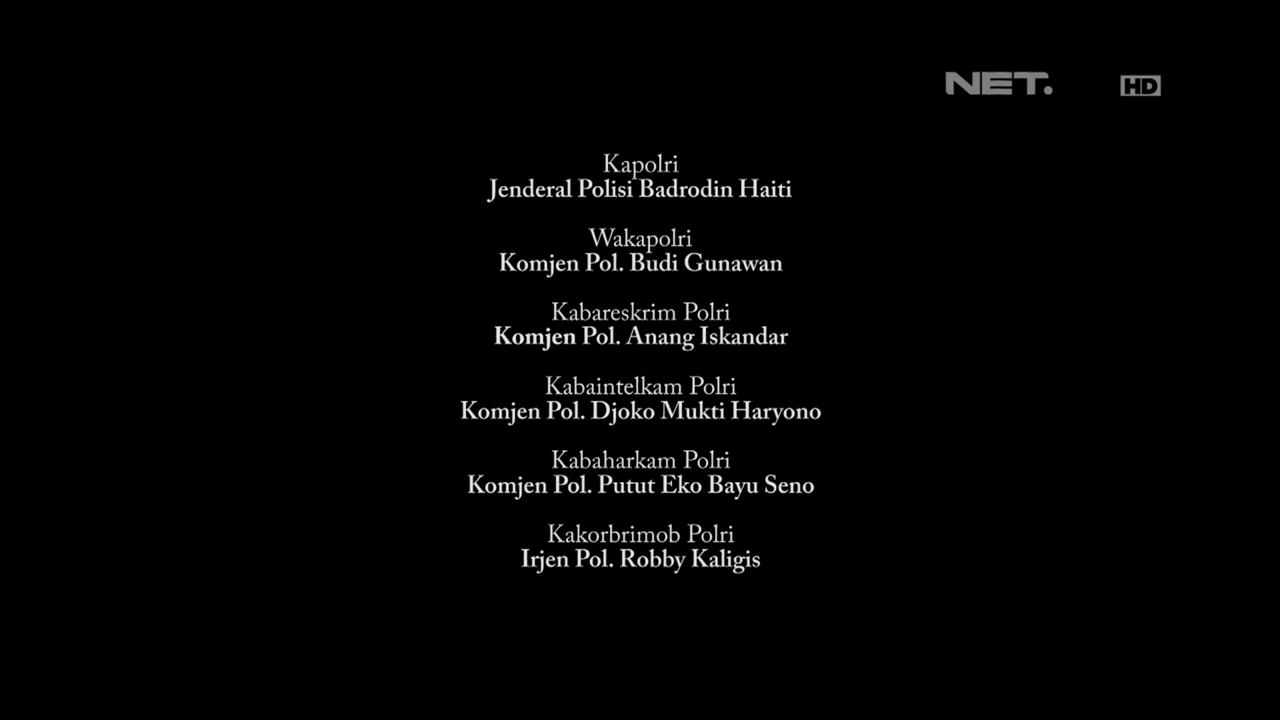 NET.
HD
Kapolri
Jenderal Polisi Badrodin Haiti
Wakapolri
Komjen Pol. Budi Gunawan
Kabareskrim Polri
Komjen Pol. Anang Iskandar
Kabaintelkam Polri
Komjen Pol. Djoko Mukti Haryono
Kabaharkam Polri
Komjen Pol. Putut Eko Bayu Seno
Kakorbrimob Polri
Irjen Pol. Robby Kaligis